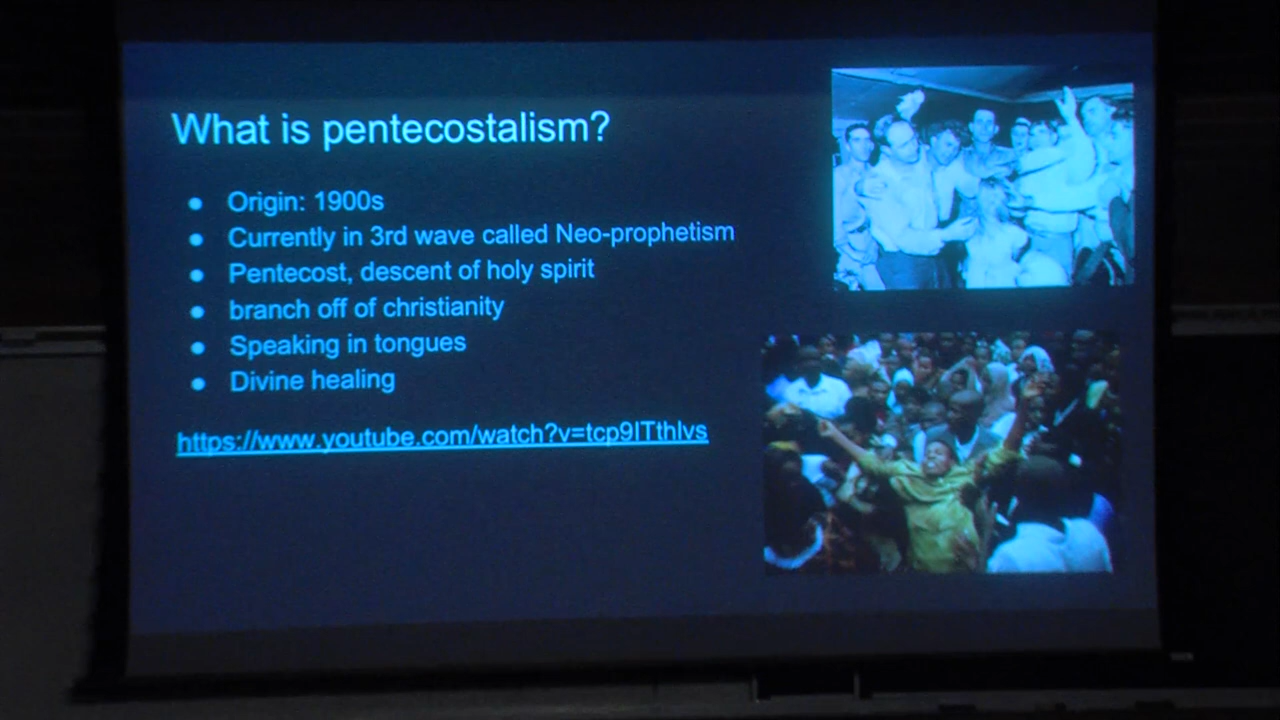 What is pentecostalism?
● Origin: 1900s
● Currently in 3rd wave called Neo-prophetism
● Pentecost, descent of holy spirit
● branch off of christianity
● Speaking in tongues
● Divine healing
https://www.youtube.com/watch?v=tcp9ITthlvs